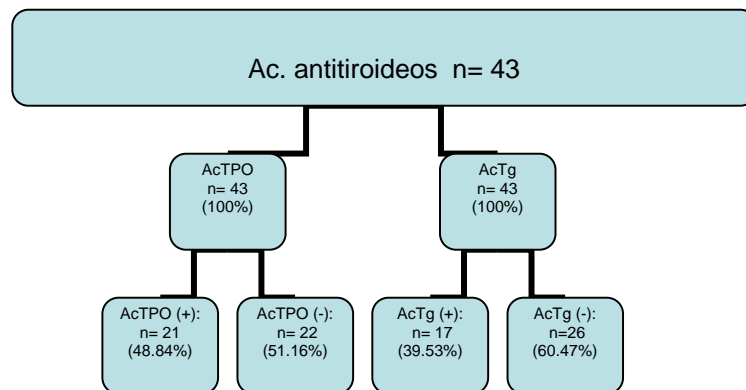 Ac. antitiroideos  n= 43
AcTPO
n= 43
(100%)
AcTg
n= 43
(100%)
AcTPO (+):
n= 21
(48.84%)
AcTPO (-):
n= 22
(51.16%)
AcTg (+):
n= 17
(39.53%)
AcTg (-):
n=26
(60.47%)